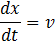 dx/dt = v